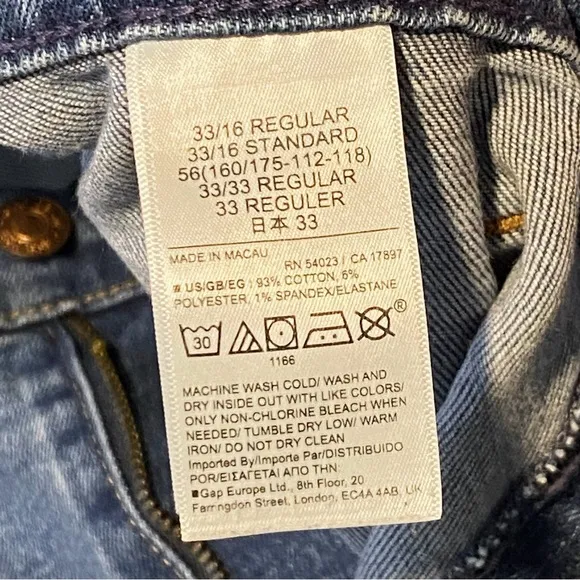 33/16 REGULAR
33/16 STANDARD
56(160/175-112-118)
33/33 REGULAR
33 REGULER
日本 33
MADE IN MACAU
RN 54023 / CA 17897
■ US/GB/EG : 93% COTTON, 6%
POLYESTER, 1% SPANDEX/ELASTANE
30
®
1166
MACHINE WASH COLD/ WASH AND
DRY INSIDE OUT WITH LIKE COLORS/
ONLY NON-CHLORINE BLEACH WHEN
NEEDED/ TUMBLE DRY LOW/ WARM
IRON/ DO NOT DRY CLEAN
Imported By/Importe Par/DISTRIBUIDO
POR/ΕΙΣΑΓΕΤΑΙ ΑΠΟ ΤΗΝ:
■Gap Europe Ltd., 8th Floor, 20
Farringdon Street, London, EC4A 4AB, UK